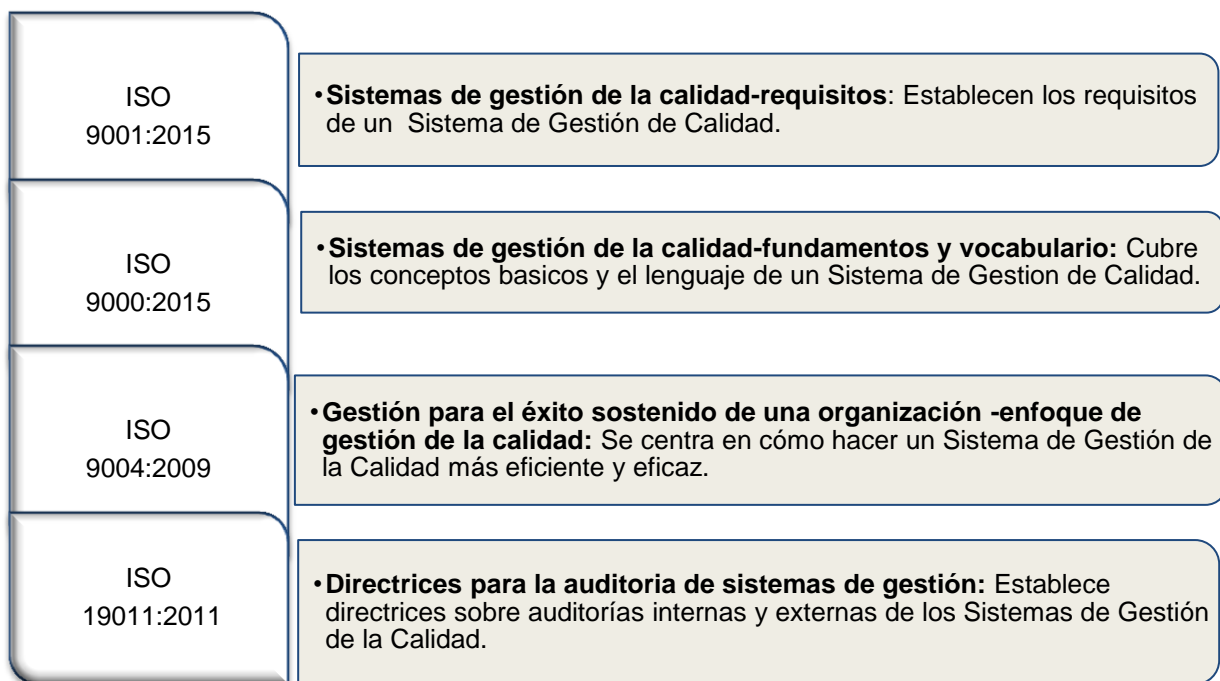 ISO
9001:2015
•Sistemas de gestión de la calidad-requisitos: Establecen los requisitos
de un Sistema de Gestión de Calidad.
ISO
9000:2015
•Sistemas de gestión de la calidad-fundamentos y vocabulario: Cubre
los conceptos basicos y el lenguaje de un Sistema de Gestion de Calidad.
ISO
9004:2009
•Gestión para el éxito sostenido de una organización -enfoque de
gestión de la calidad: Se centra en cómo hacer un Sistema de Gestión de
la Calidad más eficiente y eficaz.
ISO
19011:2011
•Directrices para la auditoria de sistemas de gestión: Establece
directrices sobre auditorías internas y externas de los Sistemas de Gestión
de la Calidad.